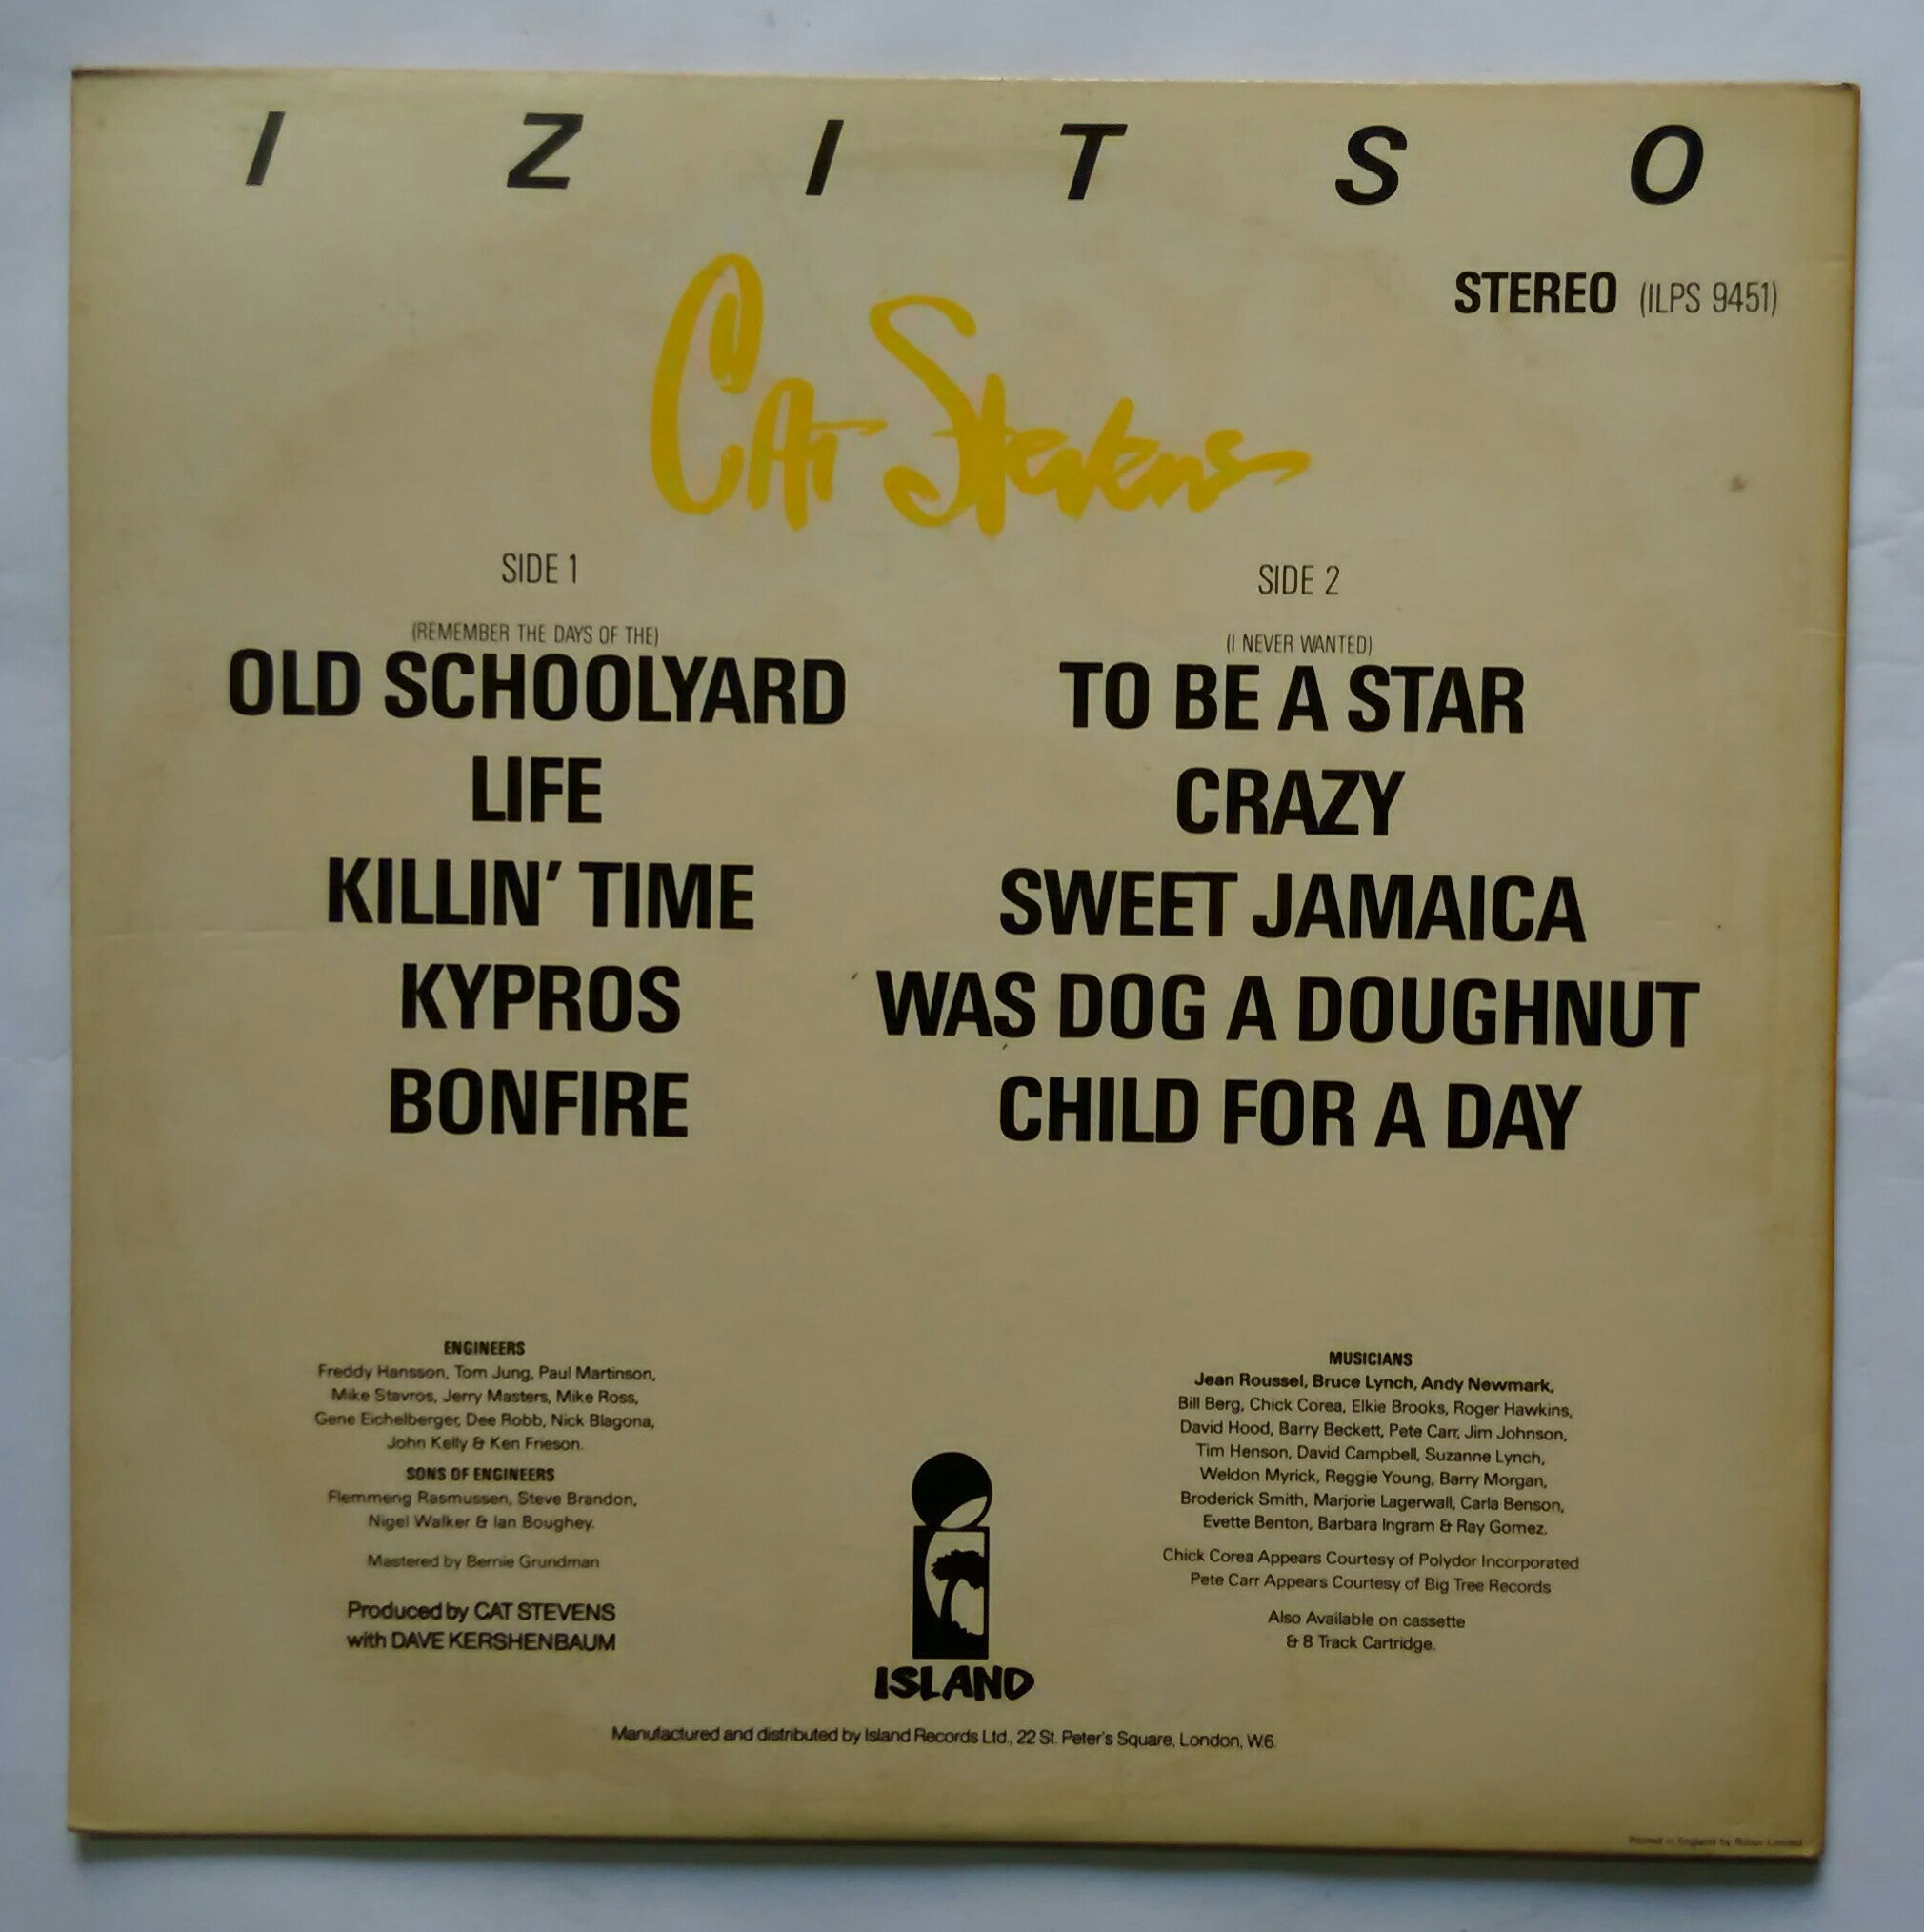 I Z I T S O
STEREO (ILPS 9451)
Cat Stevens
SIDE 1
(REMEMBER THE DAYS OF THE)
OLD SCHOOLYARD
LIFE
KILLIN' TIME
KYPROS
BONFIRE
SIDE 2
(I NEVER WANTED)
TO BE A STAR
CRAZY
SWEET JAMAICA
WAS DOG A DOUGHNUT
CHILD FOR A DAY
ENGINEERS
Freddy Hansson, Tom Jung, Paul Martinson,
Mike Stavros, Jerry Masters, Mike Ross,
Gene Eichelberger, Dee Robb, Nick Blagona,
John Kelly & Ken Frieson.
SONS OF ENGINEERS
Flemmeng Rasmussen, Steve Brandon,
Nigel Walker & Ian Boughey.
Mastered by Bernie Grundman
Produced by CAT STEVENS
with DAVE KERSHENBAUM
ISLAND
MUSICIANS
Jean Roussel, Bruce Lynch, Andy Newmark,
Bill Berg, Chick Corea, Elkie Brooks, Roger Hawkins,
David Hood, Barry Beckett, Pete Carr, Jim Johnson,
Tim Henson, David Campbell, Suzanne Lynch,
Weldon Myrick, Reggie Young, Barry Morgan,
Broderick Smith, Marjorie Lagerwall, Carla Benson,
Evette Benton, Barbara Ingram & Ray Gomez.
Chick Corea Appears Courtesy of Polydor Incorporated
Pete Carr Appears Courtesy of Big Tree Records
Also Available on cassette
& 8 Track Cartridge.
Manufactured and distributed by Island Records Ltd., 22 St. Peter's Square, London, W.6.
Printed in England by Robor Limited